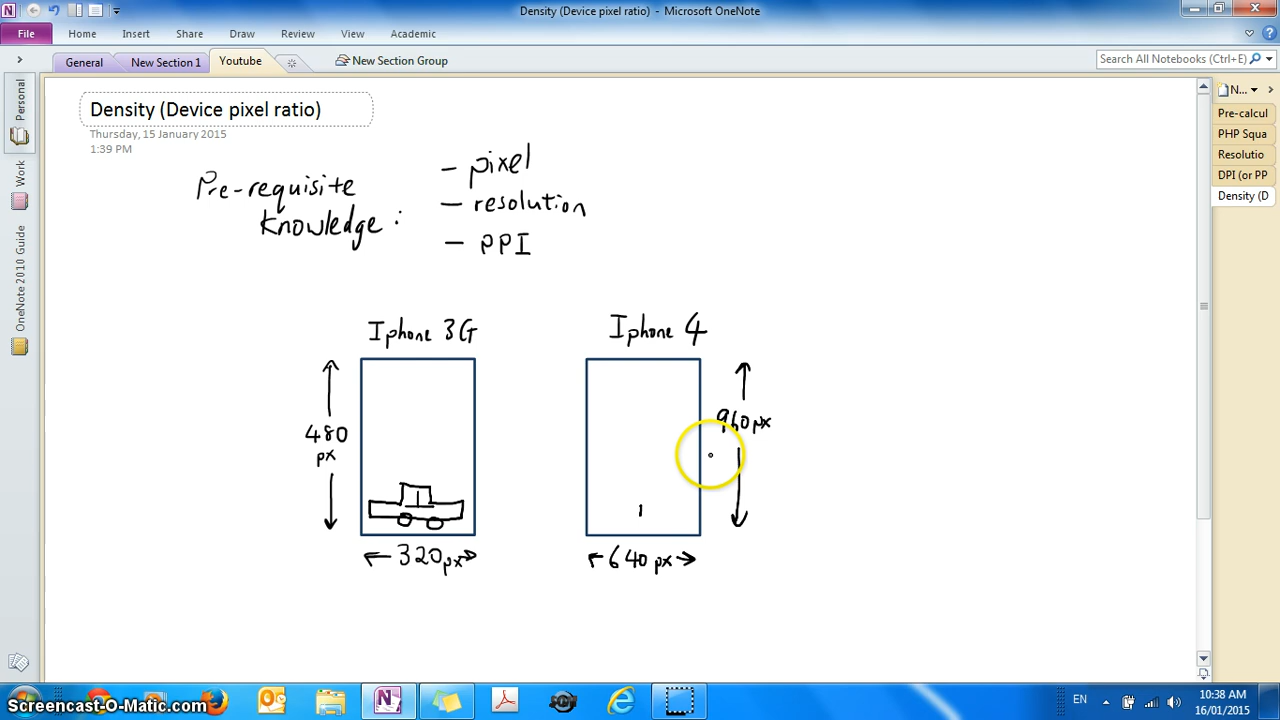 Density (Device pixel ratio) - Microsoft OneNote
File Home Insert Share Draw Review View Academic
General New Section 1 Youtube New Section Group
Search All Notebooks (Ctrl+E)
N...
Personal
Work
OneNote 2010 Guide
Pre-calcul
PHP Squa
Resolutio
DPI (or PP
Density (D
Density (Device pixel ratio)
Thursday, 15 January 2015
1:39 PM
Pre-requisite
Knowledge :
- pixel
- resolution
- PPI
Iphone 3G
480
px
320px
Iphone 4
960px
640px
Screencast-O-Matic.com
EN
10:38 AM
16/01/2015